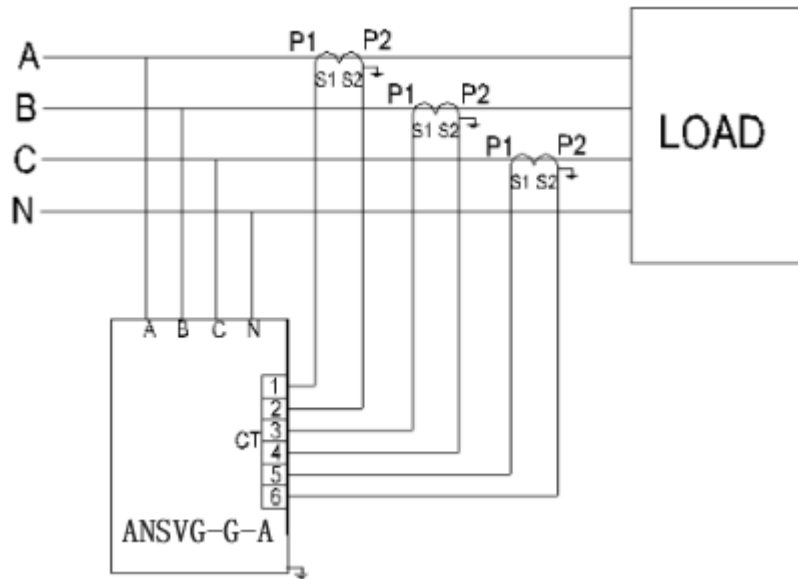 A P1 P2
S1 S2
B P1 P2
S1 S2
C P1 P2
S1 S2
N
LOAD
A B C N
1
2
3
CT
4
5
6
ANSVG-G-A